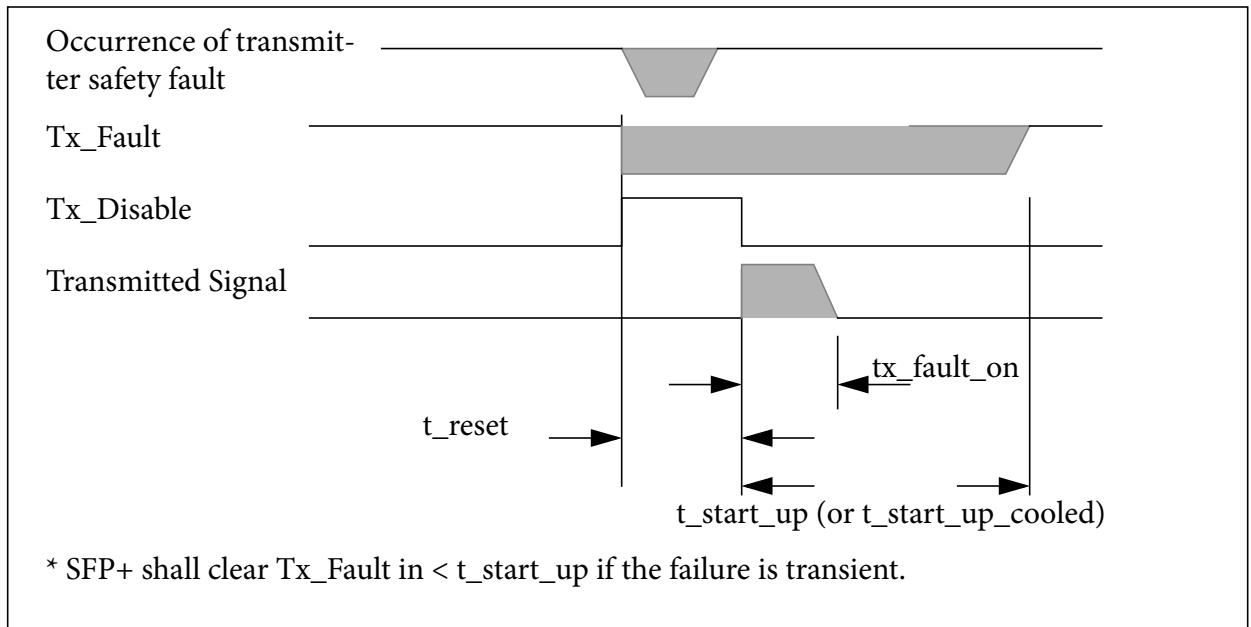 Occurrence of transmit-
ter safety fault
Tx_Fault
Tx_Disable
Transmitted Signal
tx_fault_on
t_reset
t_start_up (or t_start_up_cooled)
* SFP+ shall clear Tx_Fault in < t_start_up if the failure is transient.